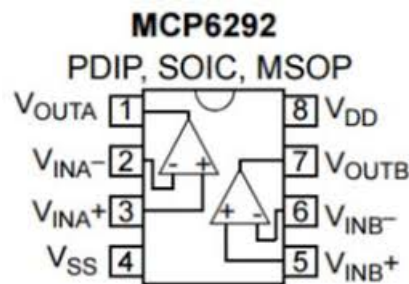 MCP6292
PDIP, SOIC, MSOP
VOUTA 1 8 VDD
VINA– 2 - + 7 VOUTB
VINA+ 3 + - 6 VINB–
VSS 4 5 VINB+